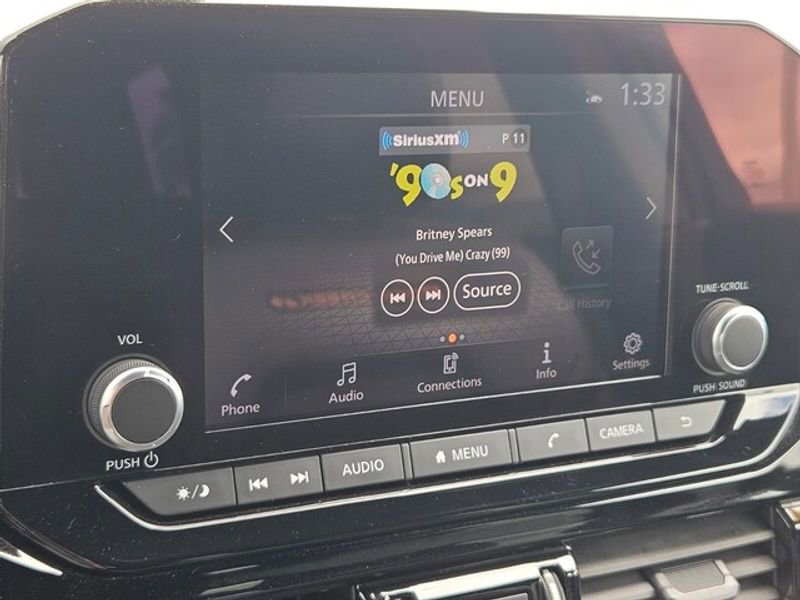 MENU
1:33
SiriusXM P 11
'90s ON 9
Britney Spears
(You Drive Me) Crazy (99)
Source
Call History
Phone Audio Connections Info Settings
VOL
PUSH
TUNE·SCROLL
PUSH SOUND
AUDIO
MENU
CAMERA